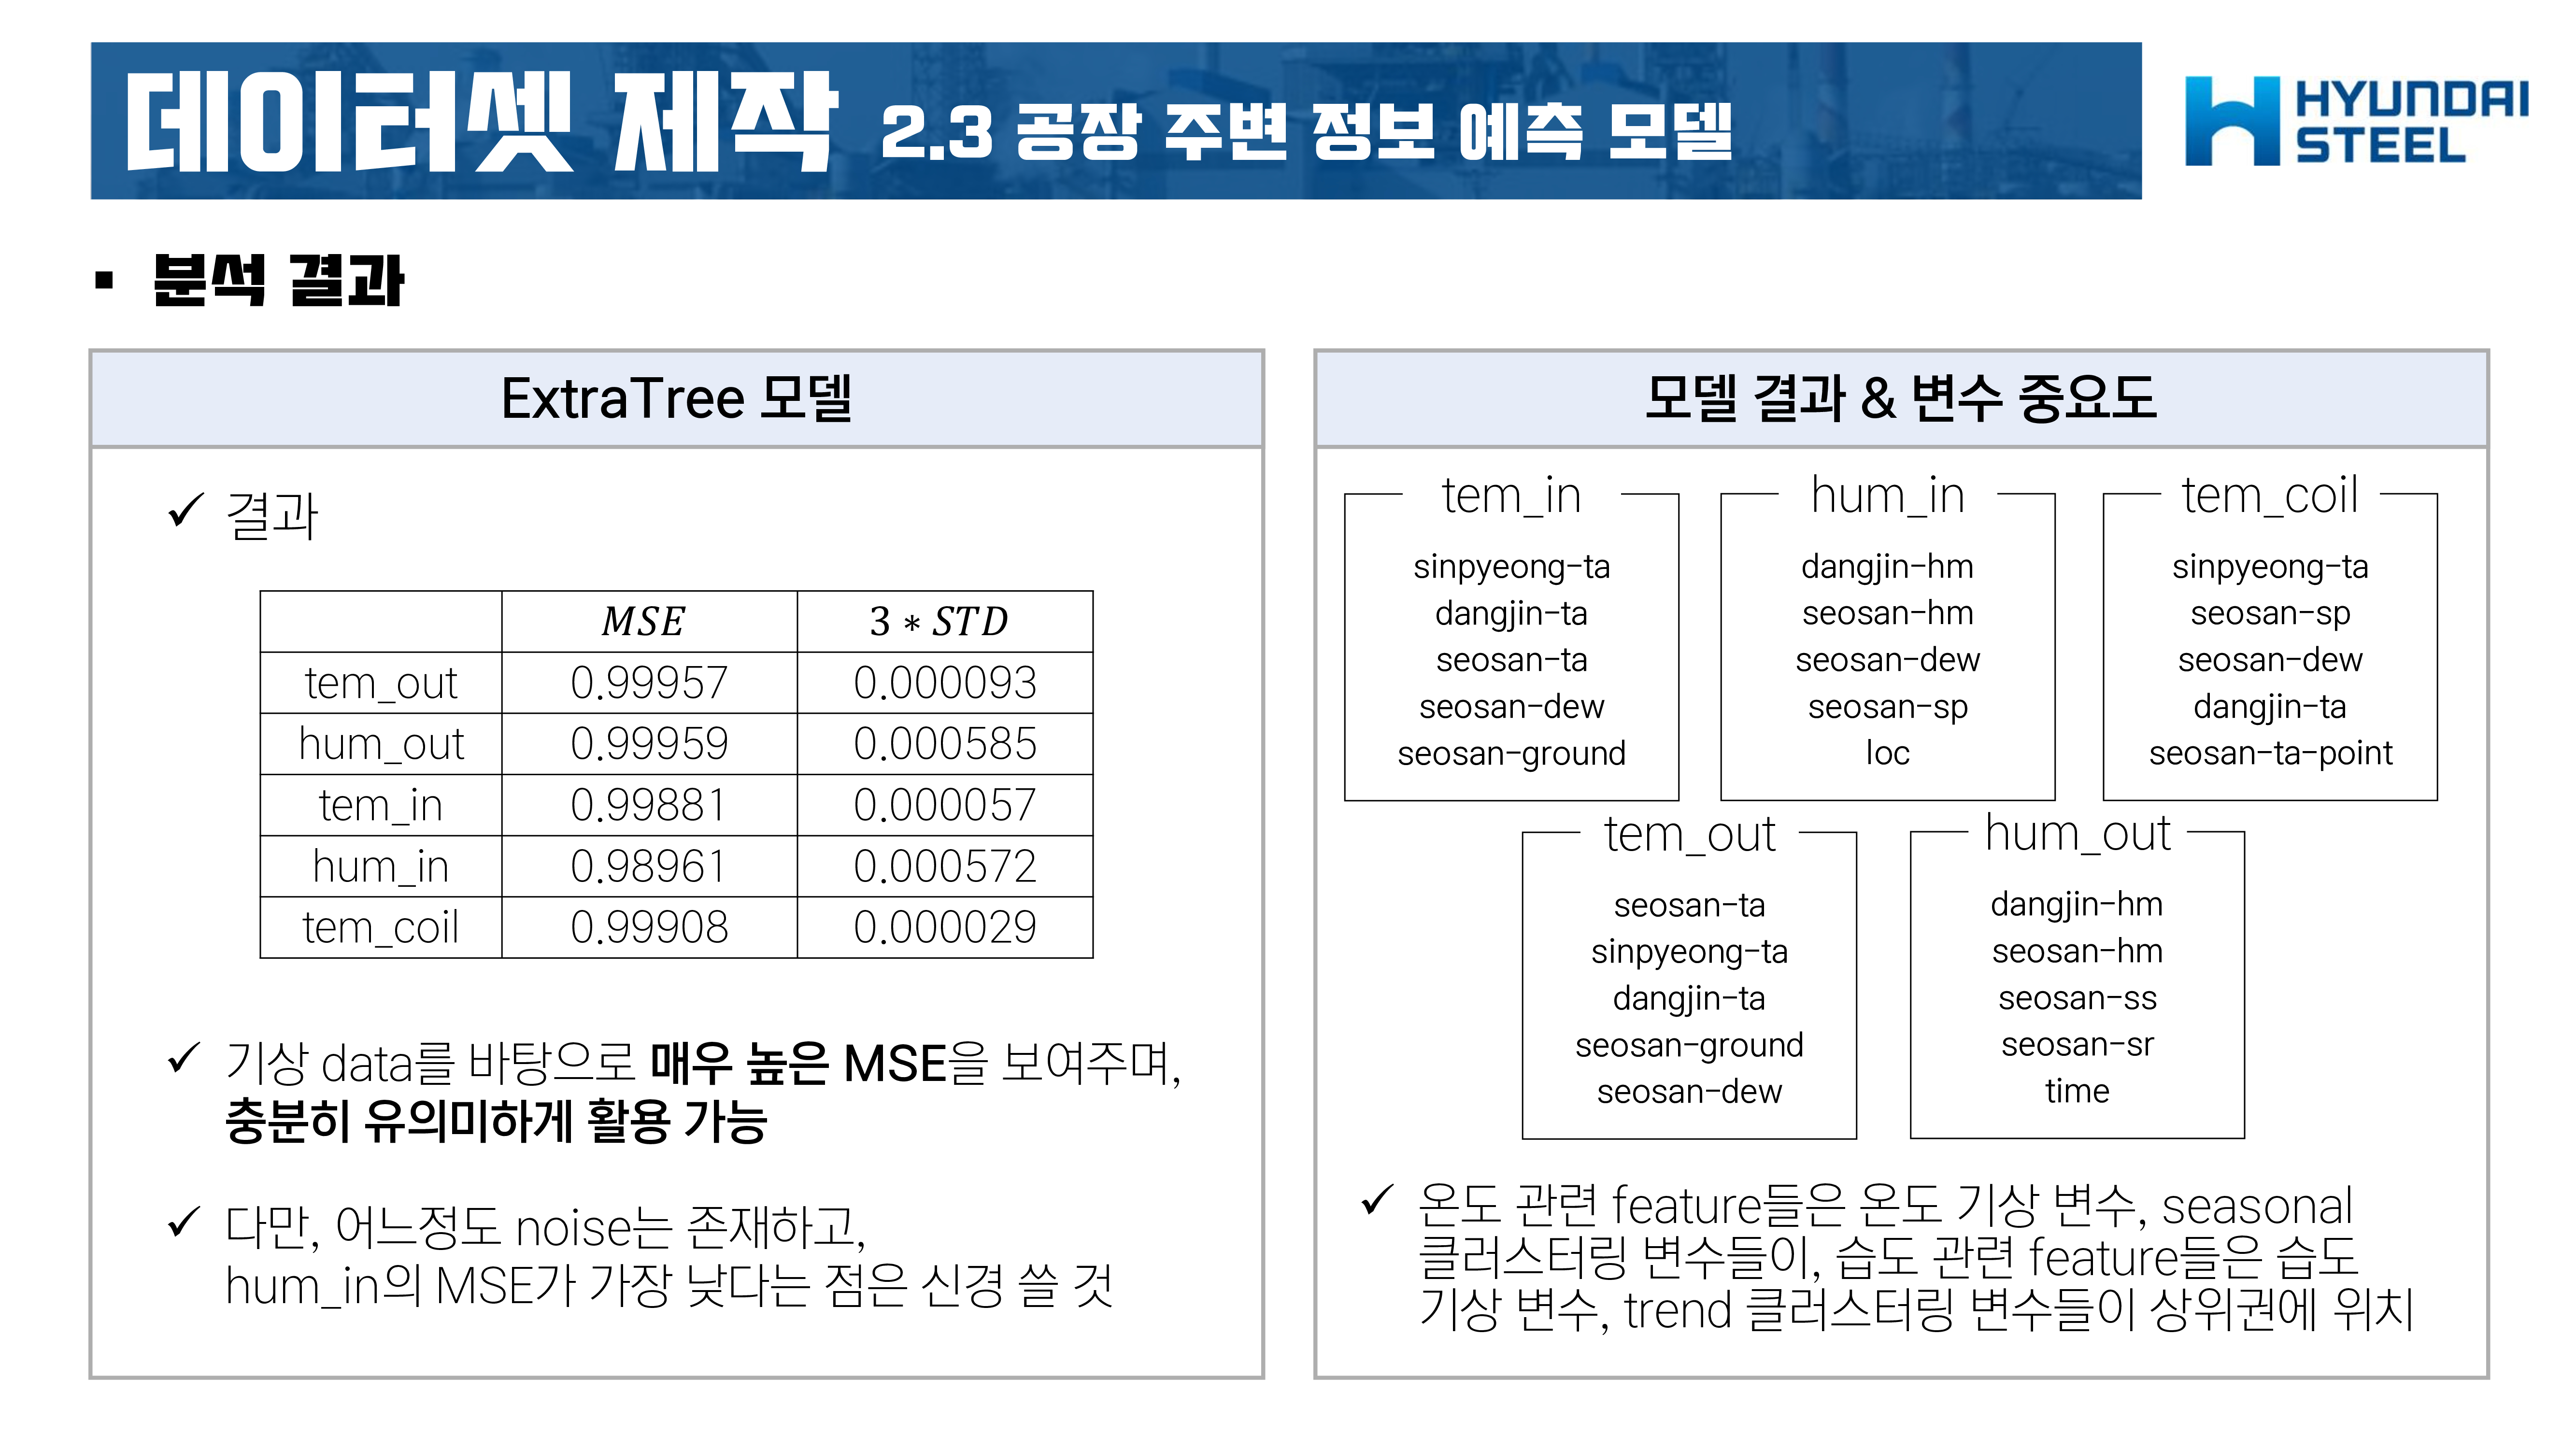 데이터셋 제작 2.3 공장 주변 정보 예측 모델
HYUNDAI
STEEL
▪ 분석 결과
ExtraTree 모델
✓ 결과
MSE 3 * STD
tem_out 0.99957 0.000093
hum_out 0.99959 0.000585
tem_in 0.99881 0.000057
hum_in 0.98961 0.000572
tem_coil 0.99908 0.000029
✓ 기상 data를 바탕으로 매우 높은 MSE을 보여주며,
충분히 유의미하게 활용 가능
✓ 다만, 어느정도 noise는 존재하고,
hum_in의 MSE가 가장 낮다는 점은 신경 쓸 것
모델 결과 & 변수 중요도
tem_in
sinpyeong-ta
dangjin-ta
seosan-ta
seosan-dew
seosan-ground
hum_in
dangjin-hm
seosan-hm
seosan-dew
seosan-sp
loc
tem_coil
sinpyeong-ta
seosan-sp
seosan-dew
dangjin-ta
seosan-ta-point
tem_out
seosan-ta
sinpyeong-ta
dangjin-ta
seosan-ground
seosan-dew
hum_out
dangjin-hm
seosan-hm
seosan-ss
seosan-sr
time
✓ 온도 관련 feature들은 온도 기상 변수, seasonal
클러스터링 변수들이, 습도 관련 feature들은 습도
기상 변수, trend 클러스터링 변수들이 상위권에 위치